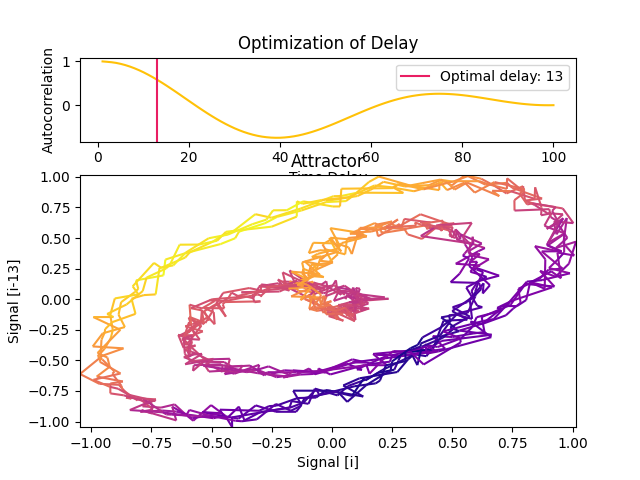 Optimization of Delay
Autocorrelation
1
0
Optimal delay: 13
0 20 40 60 80 100
Attractor
Signal [i-13]
1.00
0.75
0.50
0.25
0.00
−0.25
−0.50
−0.75
−1.00
−1.00 −0.75 −0.50 −0.25 0.00 0.25 0.50 0.75 1.00
Signal [i]